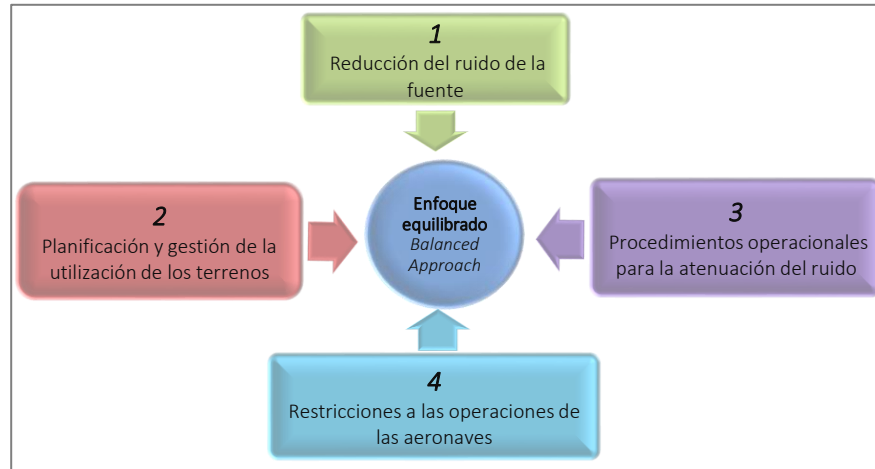 1
Reducción del ruido de la
fuente
2
Planificación y gestión de la
utilización de los terrenos
Enfoque
equilibrado
Balanced
Approach
3
Procedimientos operacionales
para la atenuación del ruido
4
Restricciones a las operaciones de
las aeronaves